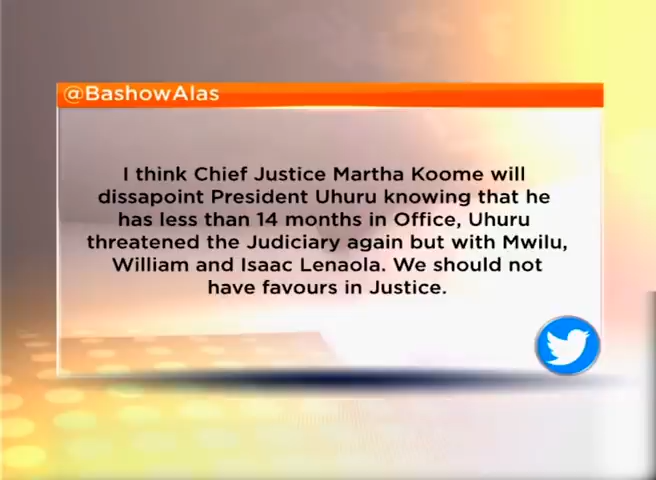 @BashowAlas
I think Chief Justice Martha Koome will
dissapoint President Uhuru knowing that he
has less than 14 months in Office, Uhuru
threatened the Judiciary again but with Mwilu,
William and Isaac Lenaola. We should not
have favours in Justice.